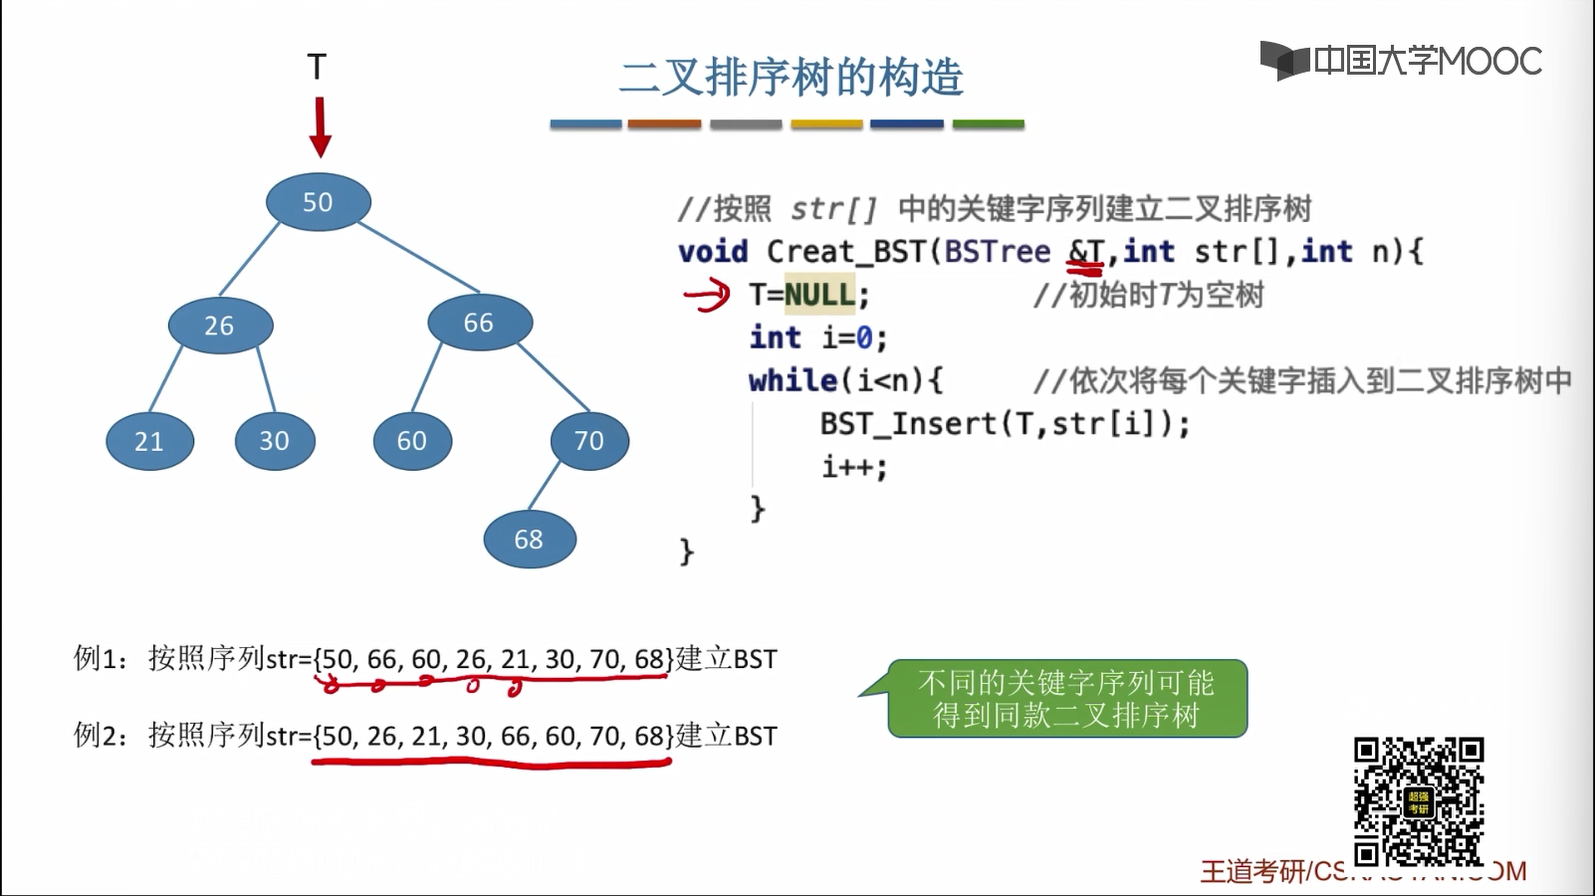 T
二叉排序树的构造
中国大学MOOC
50
26
66
21
30
60
70
68
//按照 str[] 中的关键字序列建立二叉排序树
void Creat_BST(BSTree &T,int str[],int n){
T=NULL; //初始时T为空树
int i=0;
while(i<n){ //依次将每个关键字插入到二叉排序树中
BST_Insert(T,str[i]);
i++;
}
}
例1：按照序列str={50, 66, 60, 26, 21, 30, 70, 68}建立BST
例2：按照序列str={50, 26, 21, 30, 66, 60, 70, 68}建立BST
不同的关键字序列可能
得到同款二叉排序树
超强
考研
王道考研/